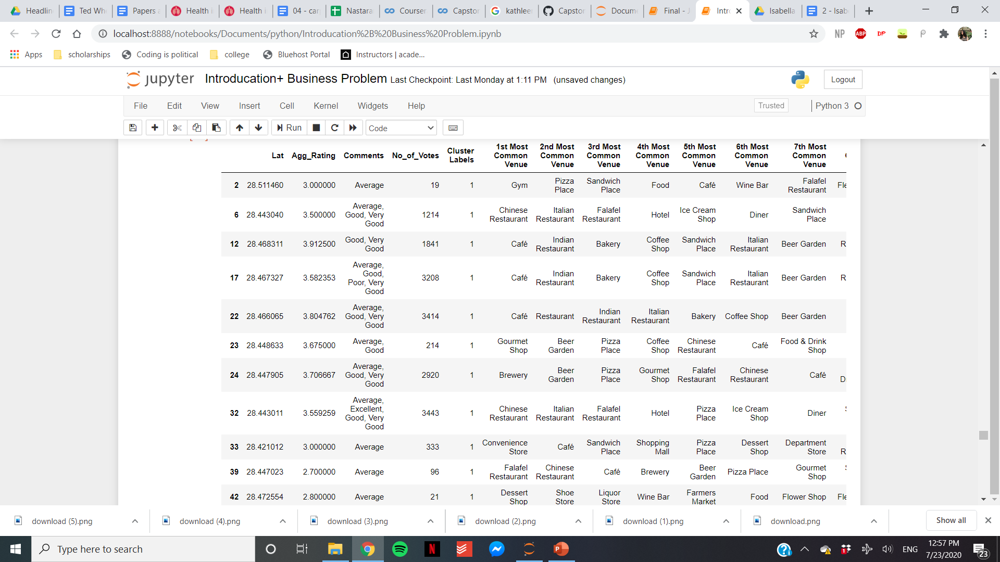 Headlin Ted Wh Papers a Health i Health i 04 - car Nastara Courser Capstor kathlee Capstor Docum Final - J Intro Isabella 2 - Isab
localhost:8888/notebooks/Documents/python/Introducation%2B%20Business%20Problem.ipynb
NP ABP DP
Apps scholarships Coding is political college Bluehost Portal Instructors | acade...
jupyter Introducation+ Business Problem Last Checkpoint: Last Monday at 1:11 PM (unsaved changes)
Logout
File Edit View Insert Cell Kernel Widgets Help
Trusted Python 3
Run Code
Lat Agg_Rating Comments No_of_Votes Cluster Labels 1st Most Common Venue 2nd Most Common Venue 3rd Most Common Venue 4th Most Common Venue 5th Most Common Venue 6th Most Common Venue 7th Most Common Venue
2 28.511460 3.000000 Average 19 1 Gym Pizza Place Sandwich Place Food Café Wine Bar Falafel Restaurant Fle
6 28.443040 3.500000 Average, Good, Very Good 1214 1 Chinese Restaurant Italian Restaurant Falafel Restaurant Hotel Ice Cream Shop Diner Sandwich Place
12 28.468311 3.912500 Good, Very Good 1841 1 Café Indian Restaurant Bakery Coffee Shop Sandwich Place Italian Restaurant Beer Garden R
17 28.467327 3.582353 Average, Good, Poor, Very Good 3208 1 Café Indian Restaurant Bakery Coffee Shop Sandwich Place Italian Restaurant Beer Garden R
22 28.466065 3.804762 Average, Good, Very Good 3414 1 Café Restaurant Indian Restaurant Italian Restaurant Bakery Coffee Shop Beer Garden
23 28.448633 3.675000 Average, Good 214 1 Gourmet Shop Beer Garden Pizza Place Coffee Shop Chinese Restaurant Café Food & Drink Shop
24 28.447905 3.706667 Average, Good, Very Good 2920 1 Brewery Beer Garden Pizza Place Gourmet Shop Falafel Restaurant Chinese Restaurant Café D
32 28.443011 3.559259 Average, Excellent, Good, Very Good 3443 1 Chinese Restaurant Italian Restaurant Falafel Restaurant Hotel Pizza Place Ice Cream Shop Diner
33 28.421012 3.000000 Average 333 1 Convenience Store Café Sandwich Place Shopping Mall Pizza Place Dessert Shop Department Store R
39 28.447023 2.700000 Average 96 1 Falafel Restaurant Chinese Restaurant Café Brewery Beer Garden Pizza Place Gourmet Shop
42 28.472554 2.800000 Average 21 1 Dessert Shop Shoe Store Liquor Store Wine Bar Farmers Market Food Flower Shop Fle
download (5).png download (4).png download (3).png download (2).png download (1).png download.png Show all
Type here to search
ENG 12:57 PM
7/23/2020 23